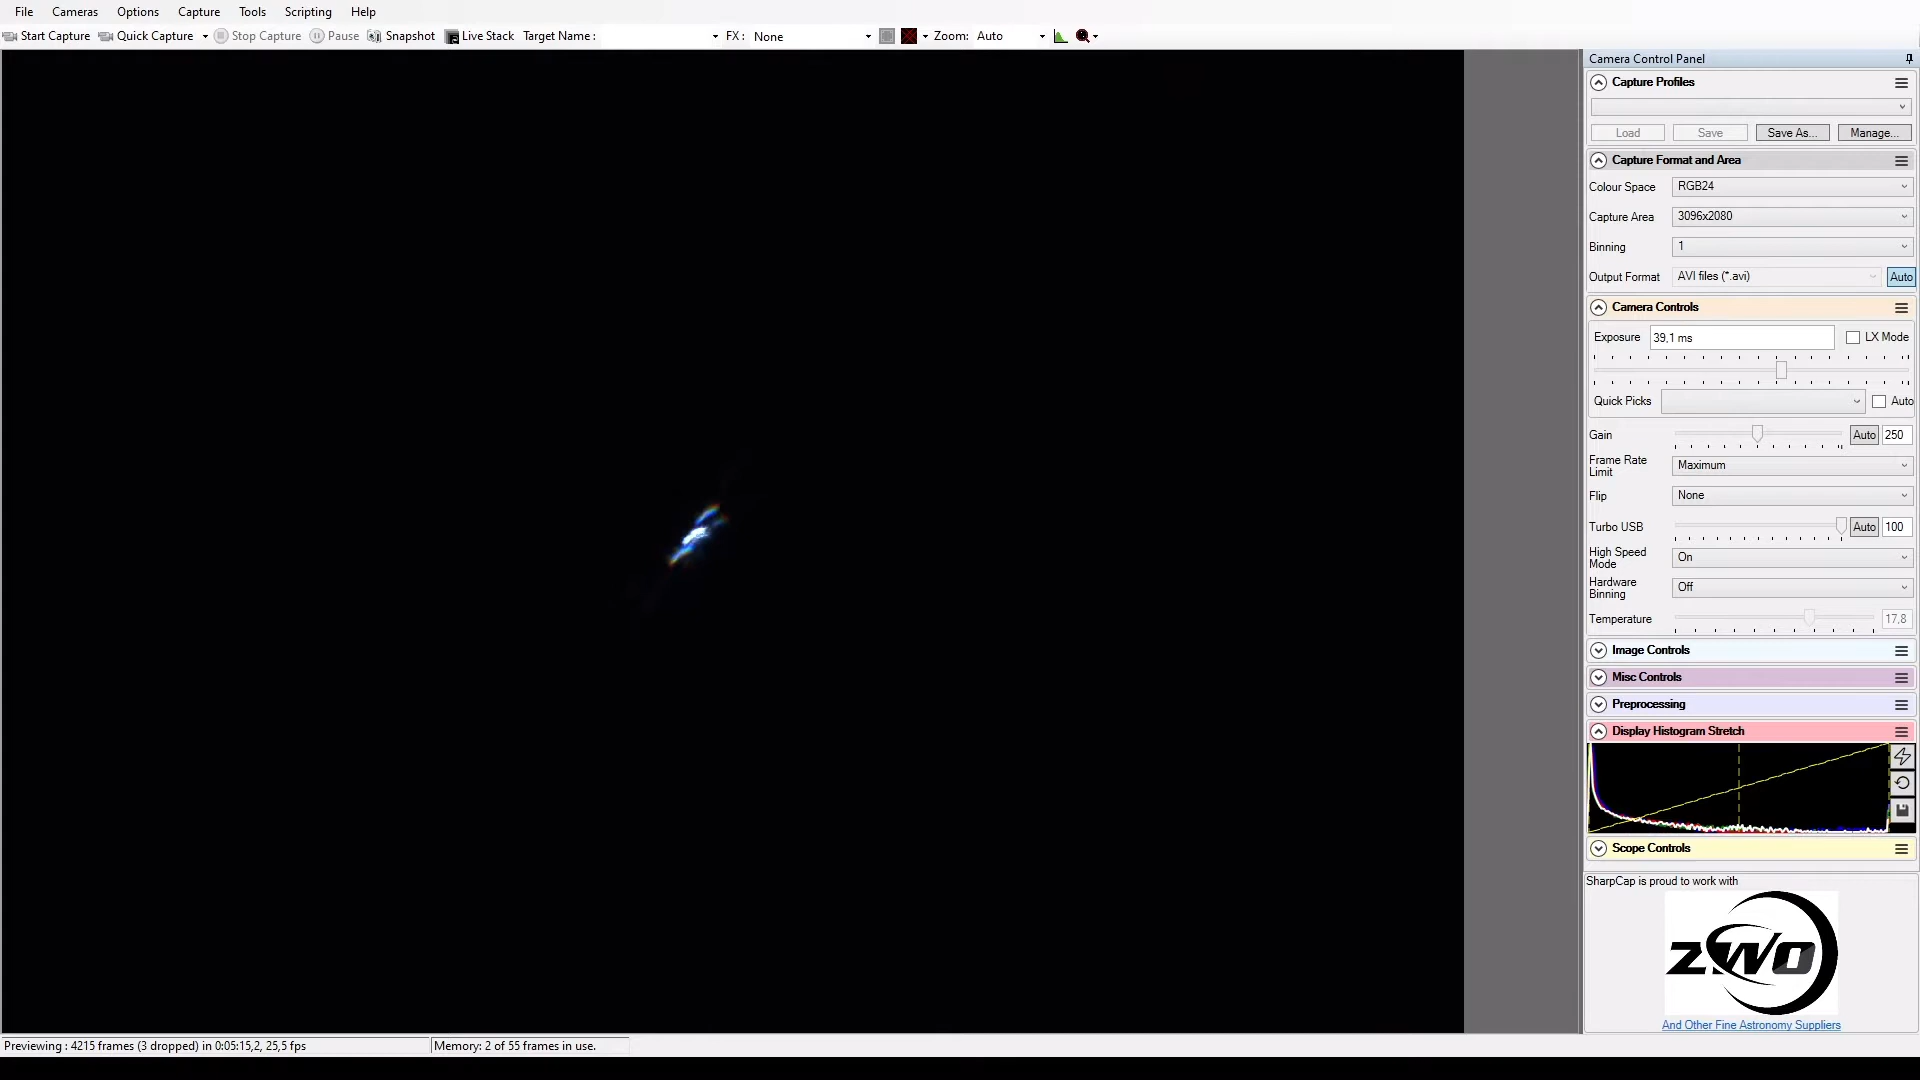 File Cameras Options Capture Tools Scripting Help
Start Capture Quick Capture Stop Capture Pause Snapshot Live Stack Target Name : FX : None Zoom: Auto
Camera Control Panel
Capture Profiles
Load Save Save As... Manage...
Capture Format and Area
Colour Space RGB24
Capture Area 3096x2080
Binning 1
Output Format AVI files (*.avi) Auto
Camera Controls
Exposure 39,1 ms LX Mode
Quick Picks Auto
Gain Auto 250
Frame Rate Limit Maximum
Flip None
Turbo USB Auto 100
High Speed Mode On
Hardware Binning Off
Temperature 17,8
Image Controls
Misc Controls
Preprocessing
Display Histogram Stretch
Scope Controls
SharpCap is proud to work with
ZWO
And Other Fine Astronomy Suppliers
Previewing : 4215 frames (3 dropped) in 0:05:15,2, 25,5 fps Memory: 2 of 55 frames in use.